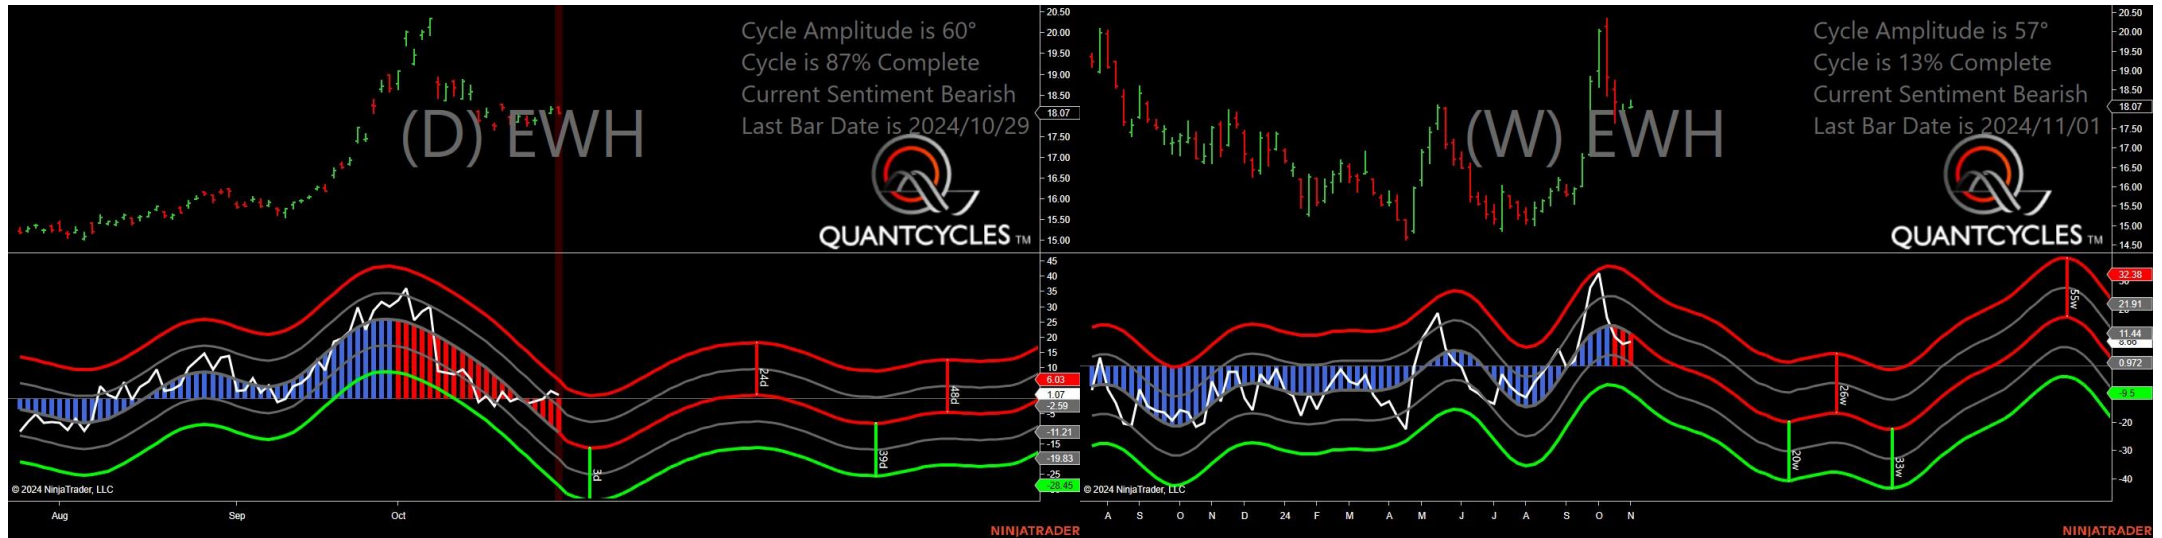 Cycle Amplitude is 60°
Cycle is 87% Complete
Current Sentiment Bearish
Last Bar Date is 2024/10/29
(D) EWH
QUANTCYCLES TM
20.50
20.00
19.50
19.00
18.50
18.07
17.50
17.00
16.50
16.00
15.50
15.00
45
40
35
30
25
20
15
10
6.03
1.07
-2.59
-11.21
-15
-19.83
-25
-28.45
24d
48d
3d
39d
© 2024 NinjaTrader, LLC
Aug Sep Oct
NINJATRADER
Cycle Amplitude is 57°
Cycle is 13% Complete
Current Sentiment Bearish
Last Bar Date is 2024/11/01
(W) EWH
QUANTCYCLES TM
20.50
20.00
19.50
19.00
18.50
18.07
17.50
17.00
16.50
16.00
15.50
15.00
14.50
32.38
21.91
11.44
0.972
-9.5
-20
-30
-40
55w
26w
20w
33w
© 2024 NinjaTrader, LLC
A S O N D 24 F M A M J J A S O N
NINJATRADER